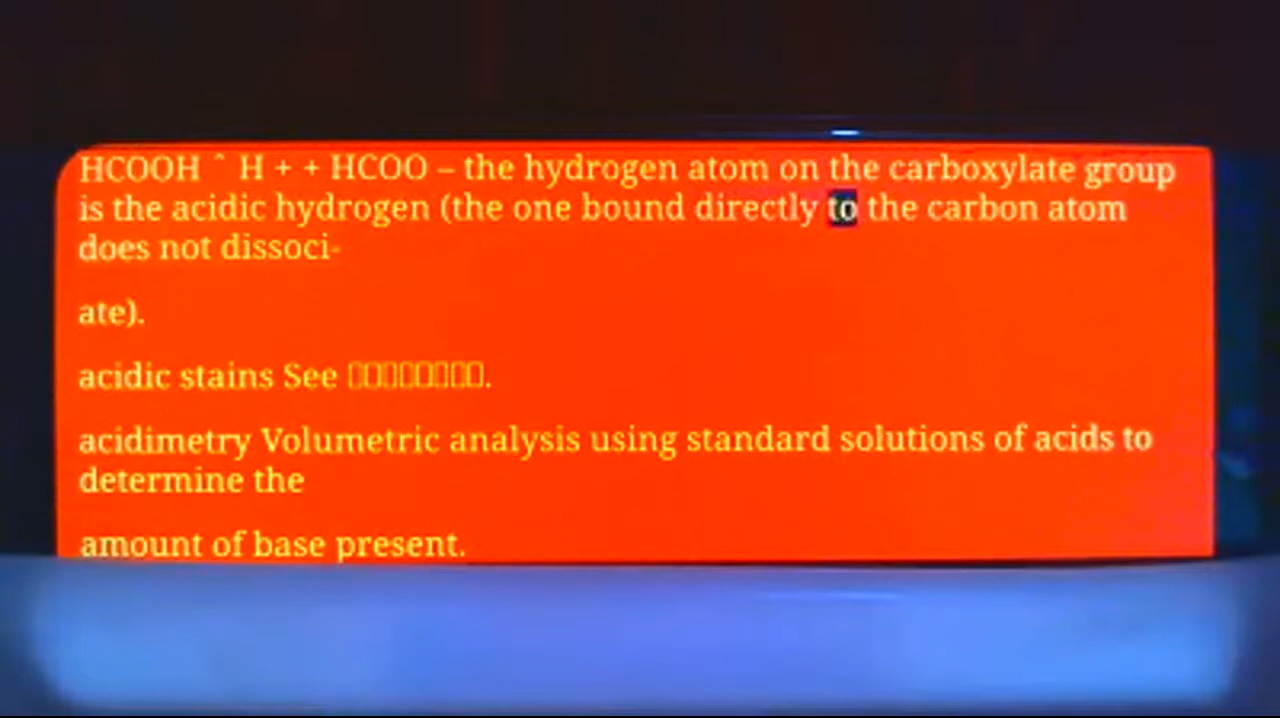 HCOOH ˆ H + + HCOO – the hydrogen atom on the carboxylate group
is the acidic hydrogen (the one bound directly to the carbon atom
does not dissoci-
ate).
acidic stains See ▯▯▯▯▯▯▯▯.
acidimetry Volumetric analysis using standard solutions of acids to
determine the
amount of base present.